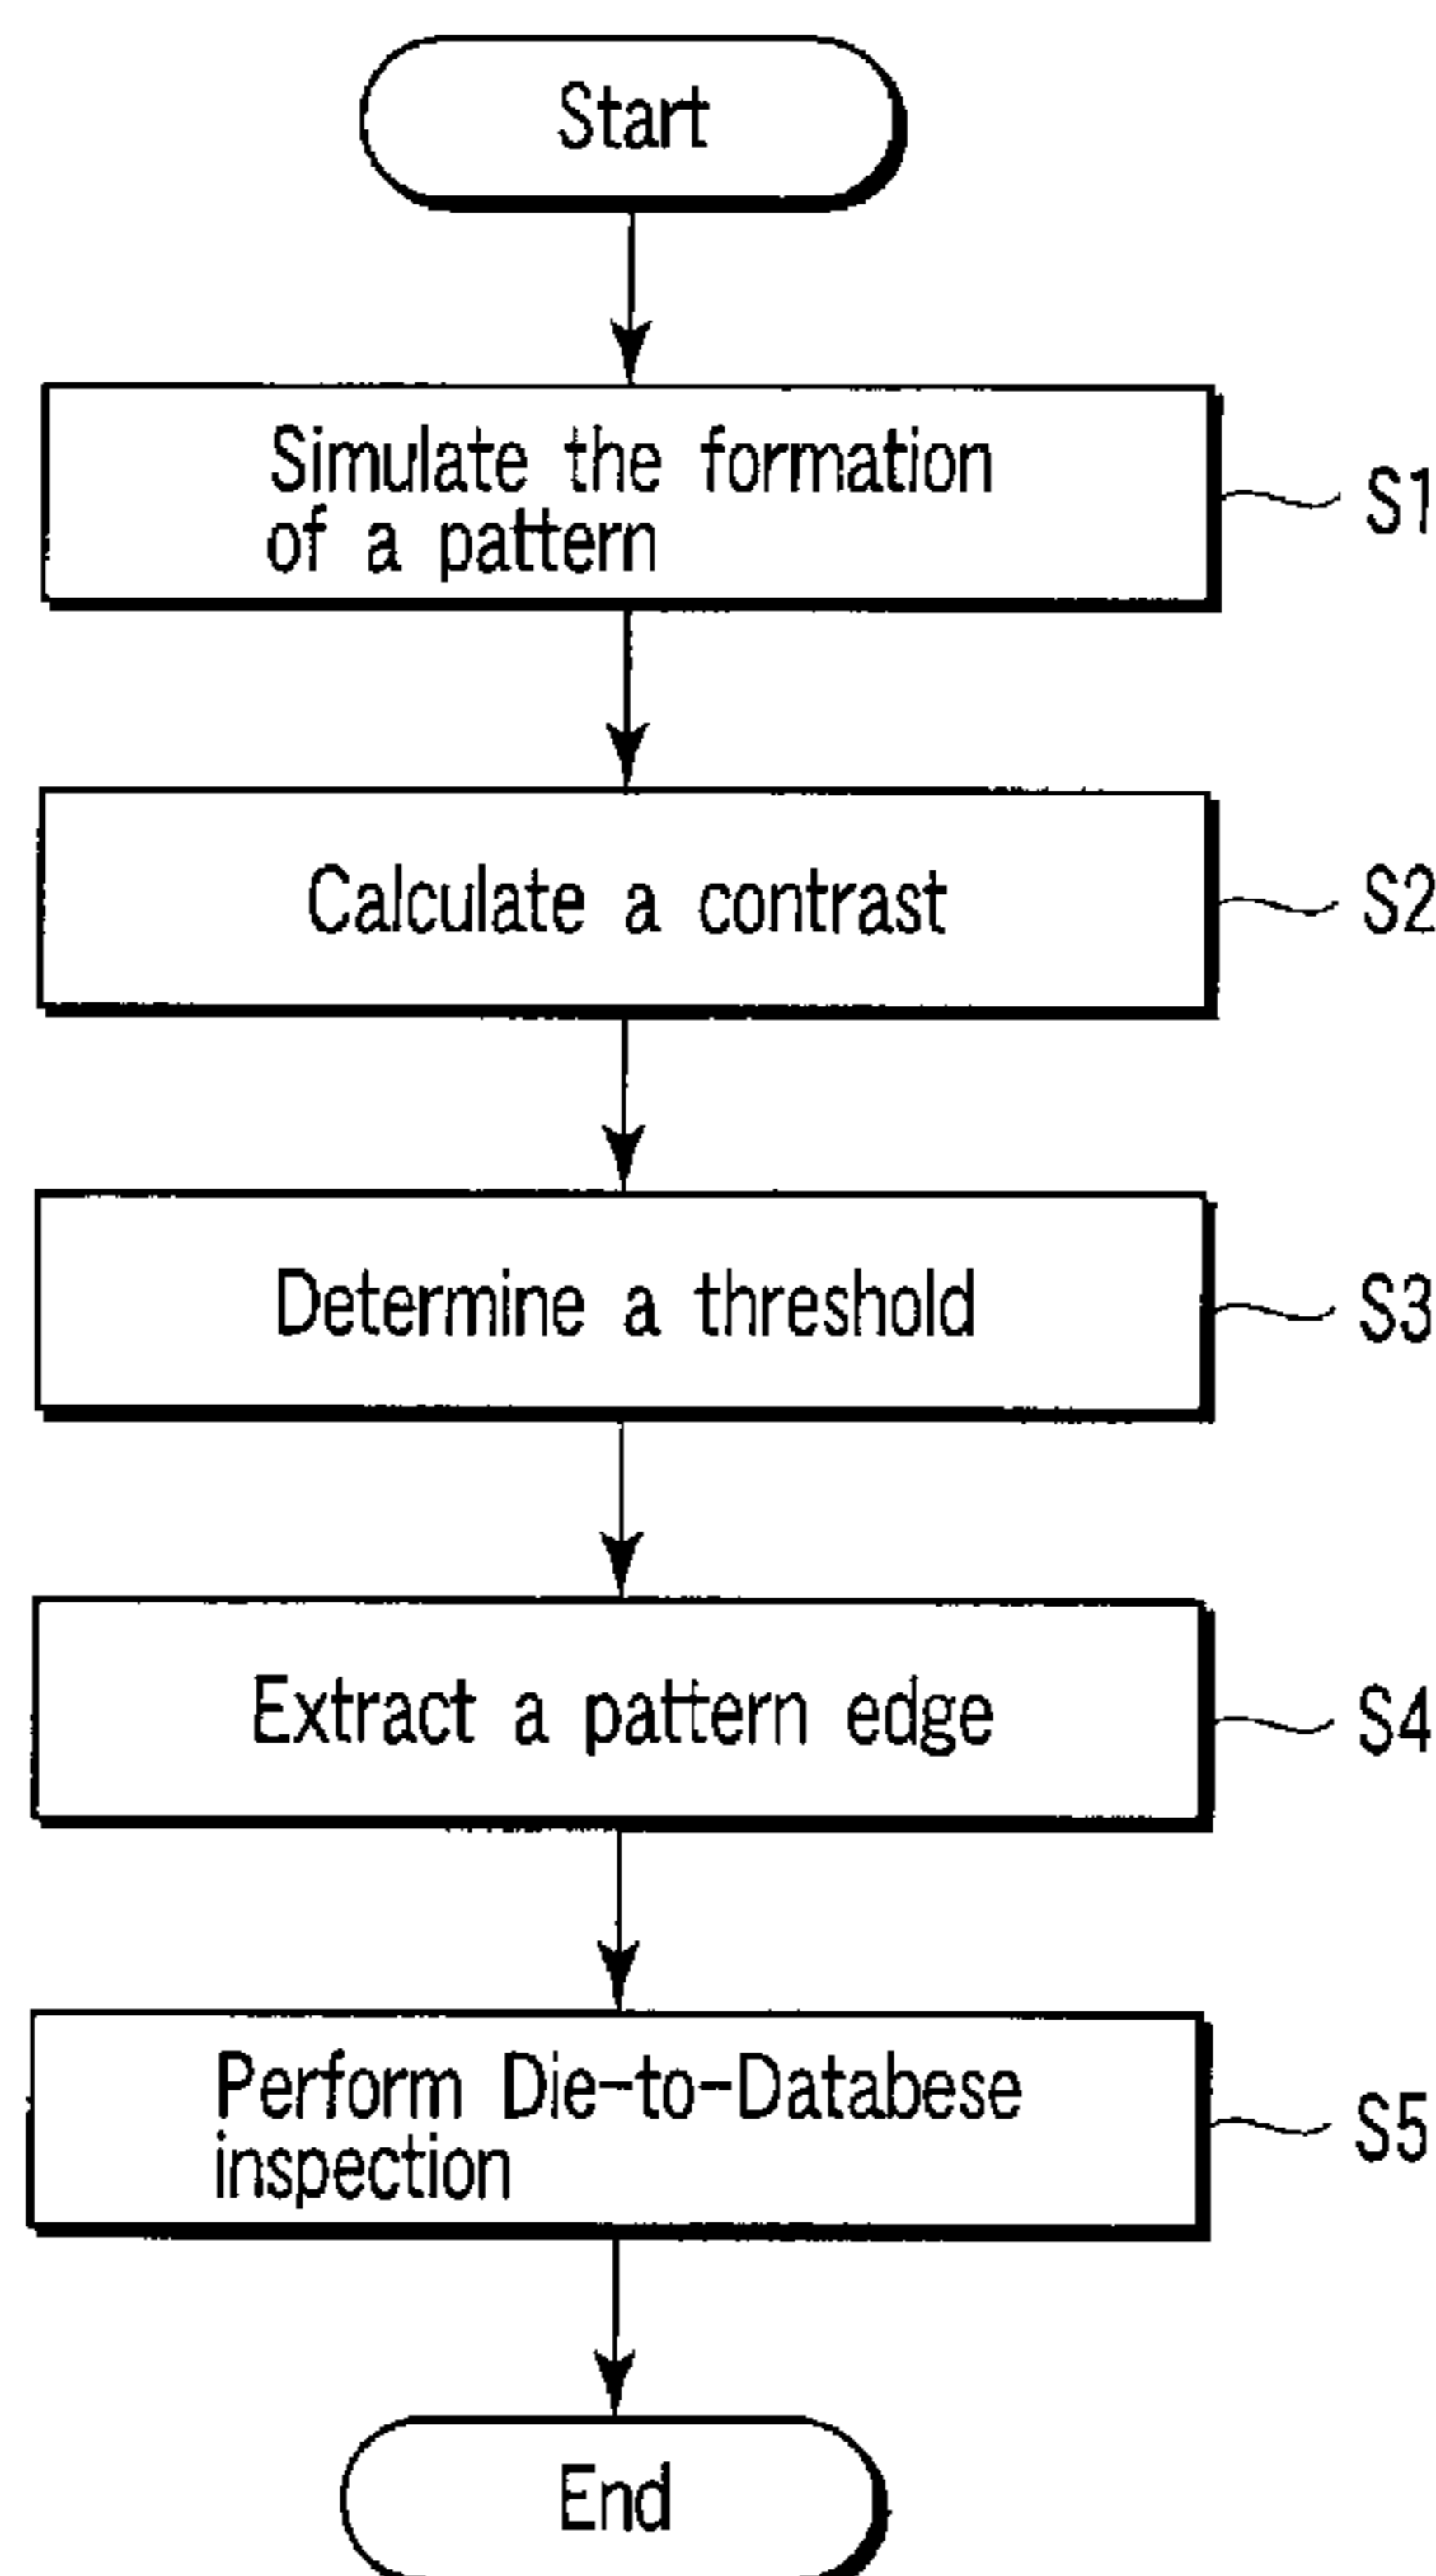 Start
Simulate the formation
of a pattern
S1
Calculate a contrast
S2
Determine a threshold
S3
Extract a pattern edge
S4
Perform Die-to-Databese
inspection
S5
End